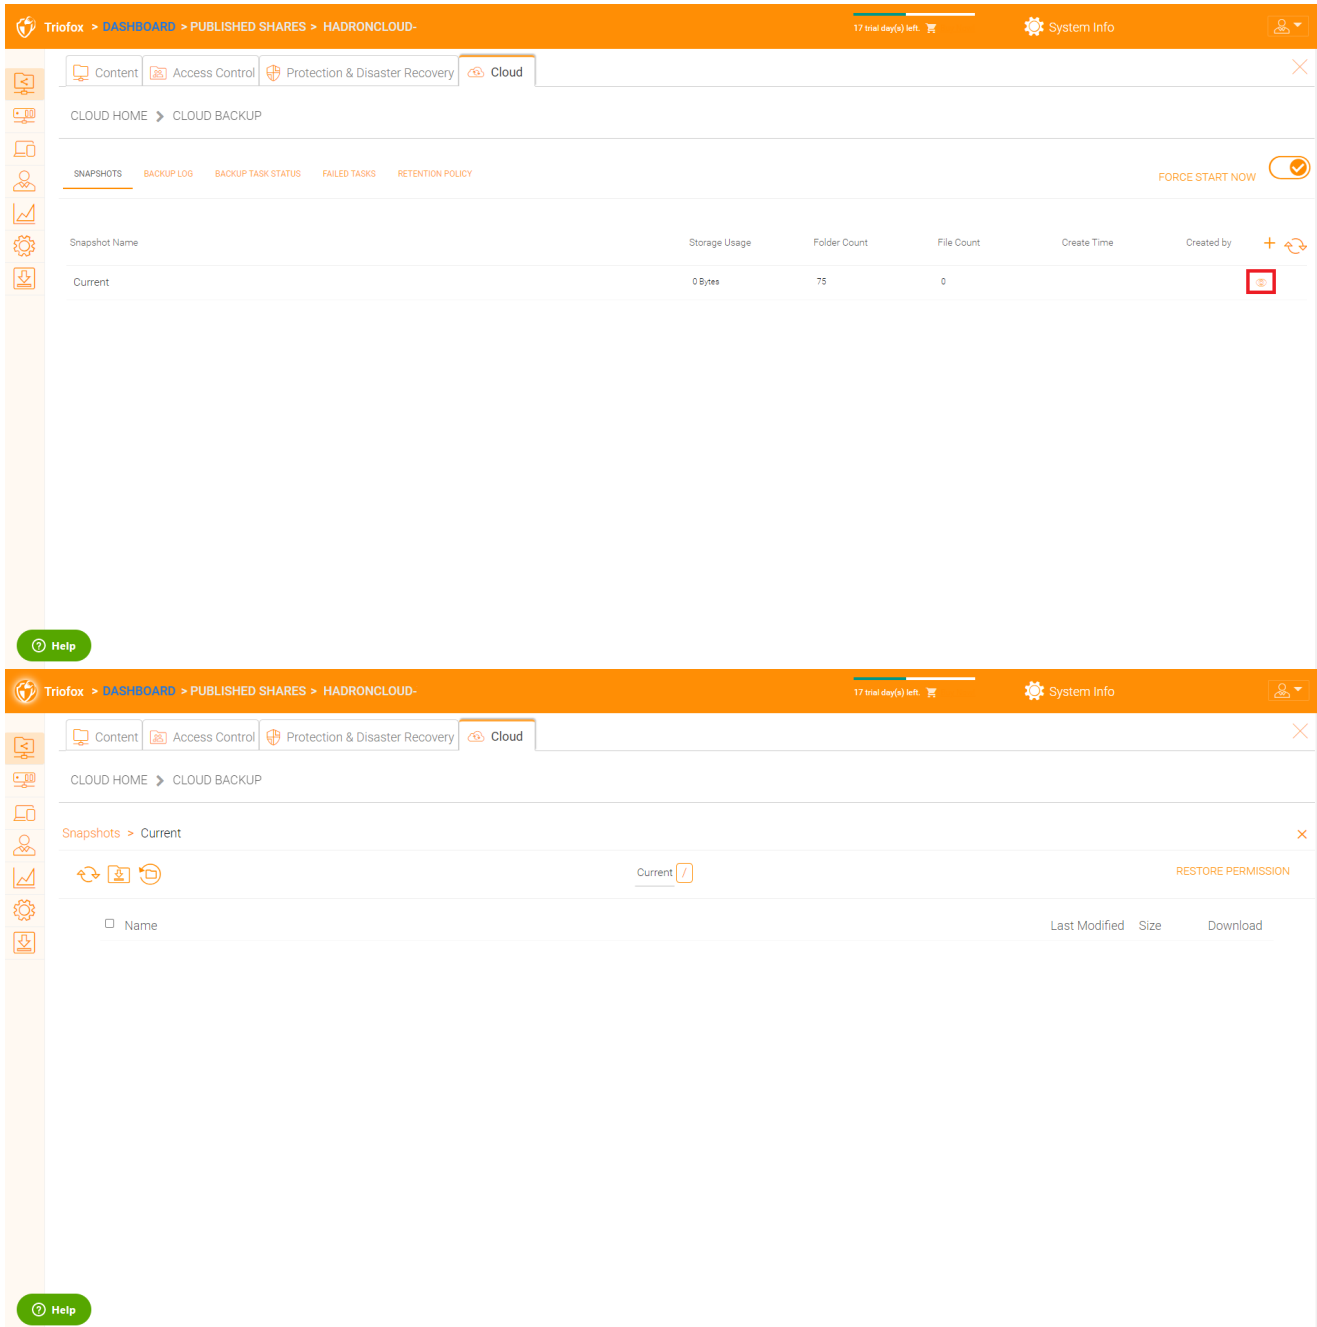 Triofox > DASHBOARD > PUBLISHED SHARES > HADRONCLOUD-
17 trial day(s) left.
System Info
Content Access Control Protection & Disaster Recovery Cloud
CLOUD HOME > CLOUD BACKUP
SNAPSHOTS BACKUP LOG BACKUP TASK STATUS FAILED TASKS RETENTION POLICY
FORCE START NOW
Snapshot Name Storage Usage Folder Count File Count Create Time Created by
Current 0 Bytes 75 0
Help
Triofox > DASHBOARD > PUBLISHED SHARES > HADRONCLOUD-
17 trial day(s) left.
System Info
Content Access Control Protection & Disaster Recovery Cloud
CLOUD HOME > CLOUD BACKUP
Snapshots > Current
Current /
RESTORE PERMISSION
Name Last Modified Size Download
Help